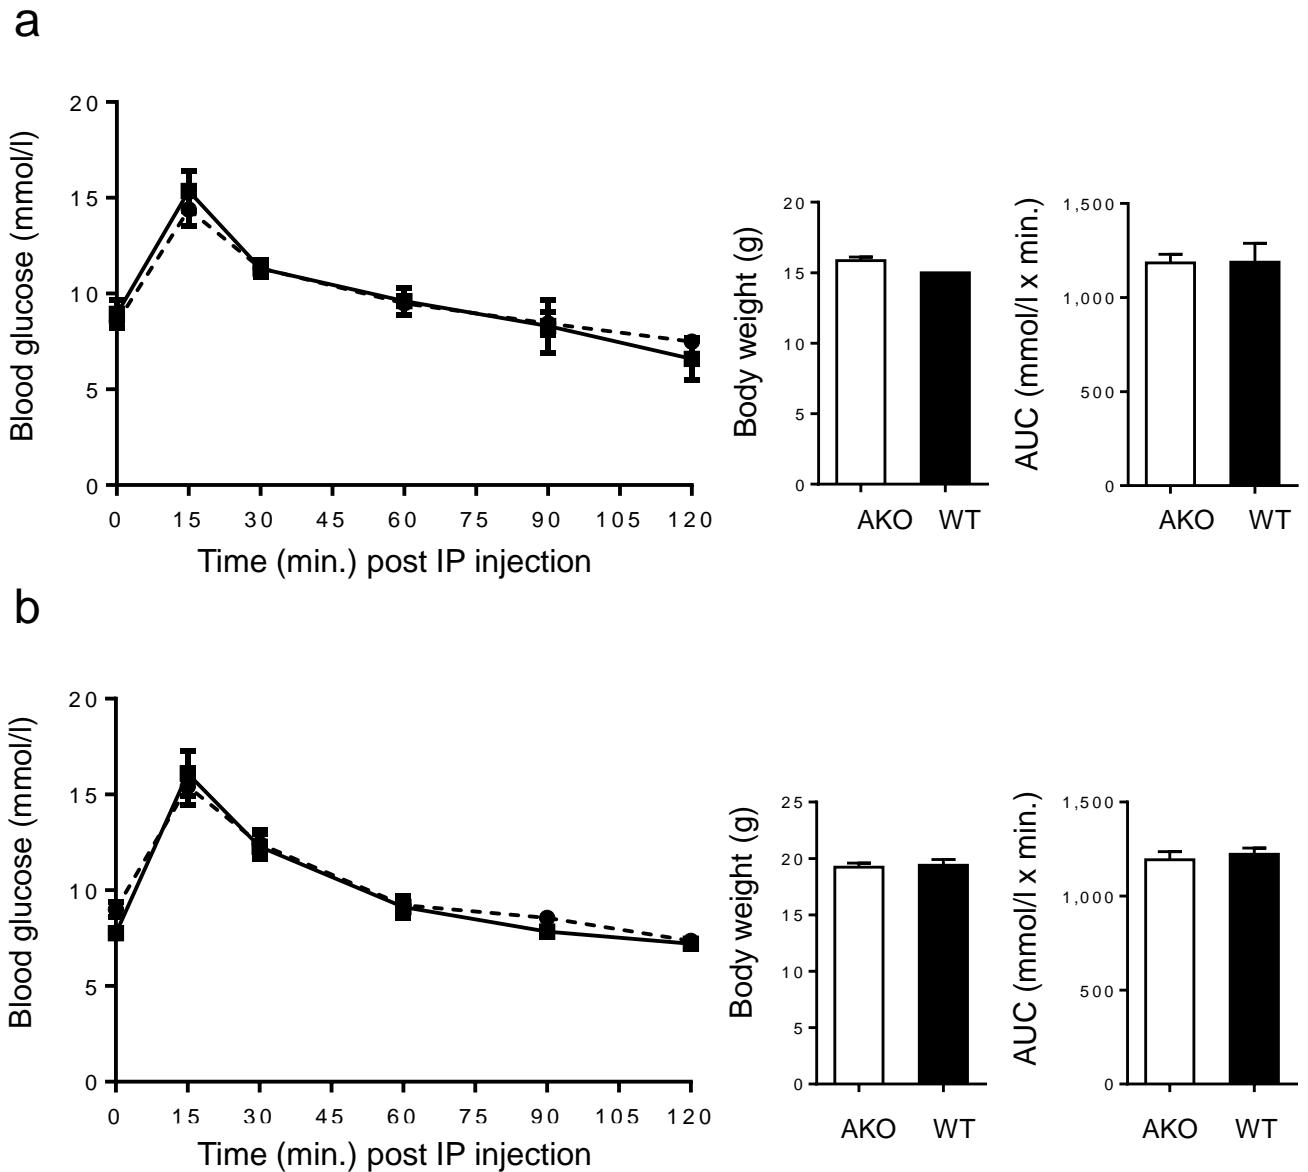 a
Blood glucose (mmol/l)
20
15
10
5
0
0 15 30 45 60 75 90 105 120
Time (min.) post IP injection
Body weight (g)
20
15
10
5
0
AKO WT
AUC (mmol/l x min.)
1,500
1,000
500
0
AKO WT
b
Blood glucose (mmol/l)
20
15
10
5
0
0 15 30 45 60 75 90 105 120
Time (min.) post IP injection
Body weight (g)
25
20
15
10
5
0
AKO WT
AUC (mmol/l x min.)
1,500
1,000
500
0
AKO WT